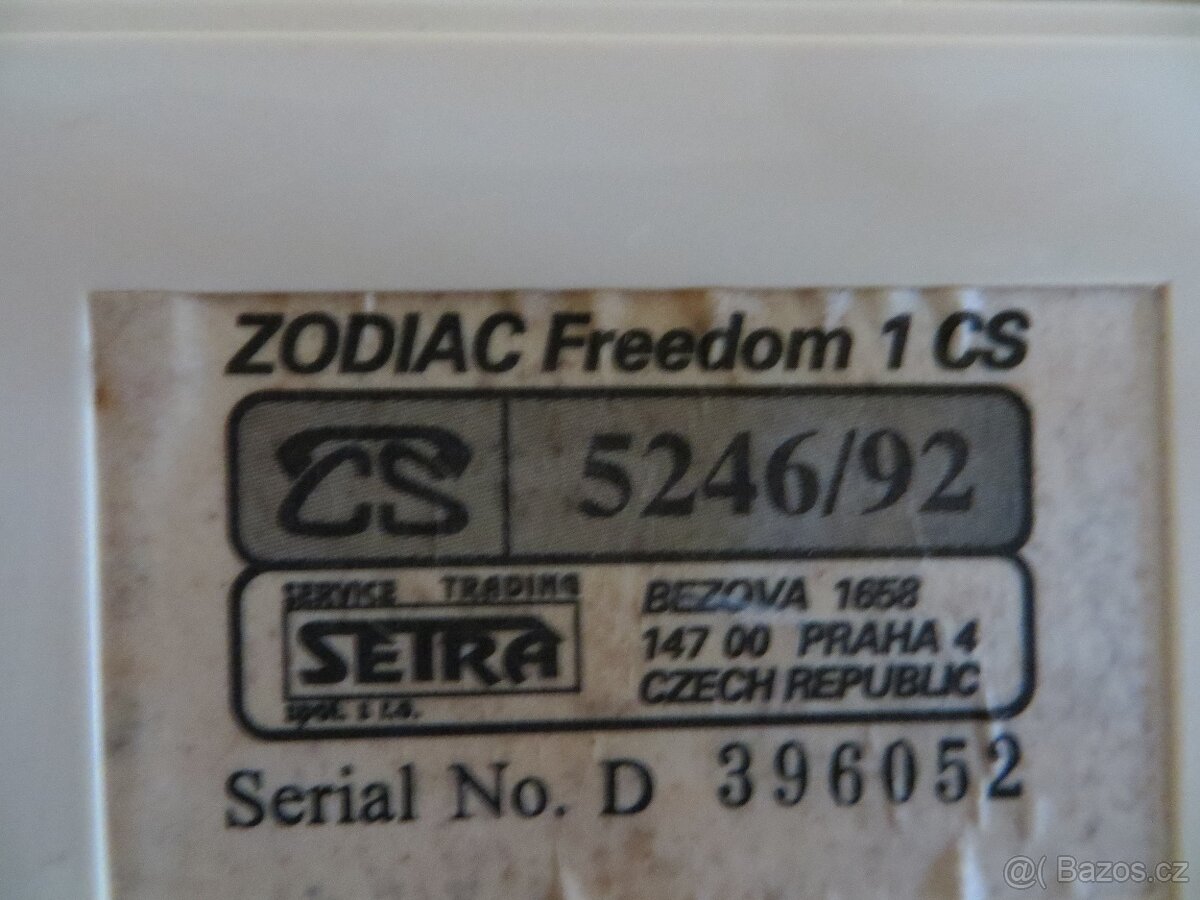 ZODIAC Freedom 1 CS
CS 5246/92
SERVICE TRADING
SETRA
spol. s r.o.
BEZOVA 1658
147 00 PRAHA 4
CZECH REPUBLIC
Serial No. D 396052
@( Bazos.cz